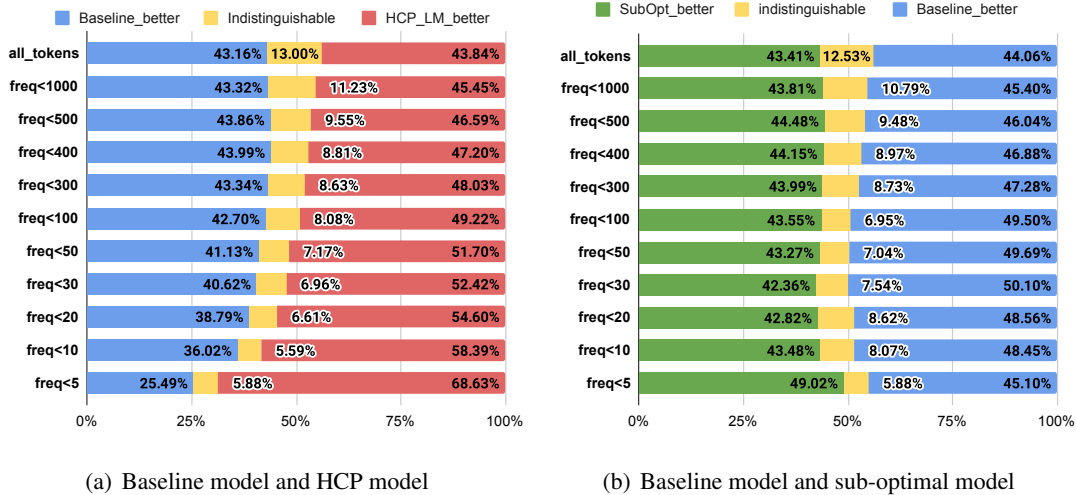 Baseline_better Indistinguishable HCP_LM_better
all_tokens 43.16% 13.00% 43.84%
freq<1000 43.32% 11.23% 45.45%
freq<500 43.86% 9.55% 46.59%
freq<400 43.99% 8.81% 47.20%
freq<300 43.34% 8.63% 48.03%
freq<100 42.70% 8.08% 49.22%
freq<50 41.13% 7.17% 51.70%
freq<30 40.62% 6.96% 52.42%
freq<20 38.79% 6.61% 54.60%
freq<10 36.02% 5.59% 58.39%
freq<5 25.49% 5.88% 68.63%
0% 25% 50% 75% 100%
(a) Baseline model and HCP model
SubOpt_better indistinguishable Baseline_better
all_tokens 43.41% 12.53% 44.06%
freq<1000 43.81% 10.79% 45.40%
freq<500 44.48% 9.48% 46.04%
freq<400 44.15% 8.97% 46.88%
freq<300 43.99% 8.73% 47.28%
freq<100 43.55% 6.95% 49.50%
freq<50 43.27% 7.04% 49.69%
freq<30 42.36% 7.54% 50.10%
freq<20 42.82% 8.62% 48.56%
freq<10 43.48% 8.07% 48.45%
freq<5 49.02% 5.88% 45.10%
0% 25% 50% 75% 100%
(b) Baseline model and sub-optimal model